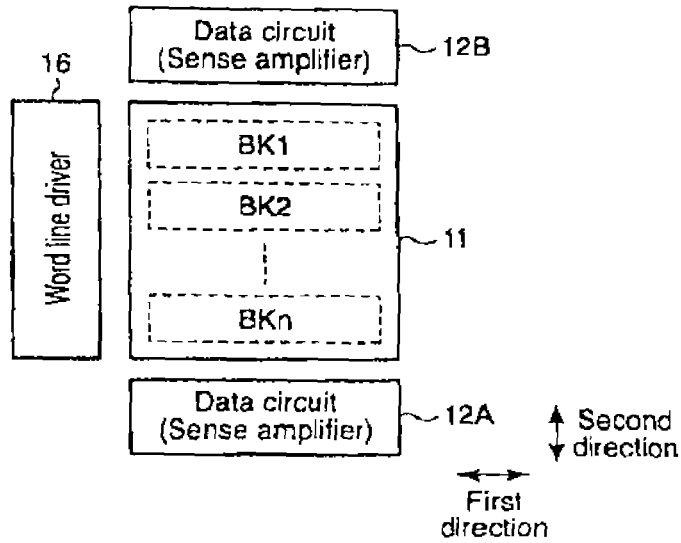 Data circuit
(Sense amplifier)
12B
16
Word line driver
BK1
BK2
11
BKn
Data circuit
(Sense amplifier)
12A
Second
direction
First
direction